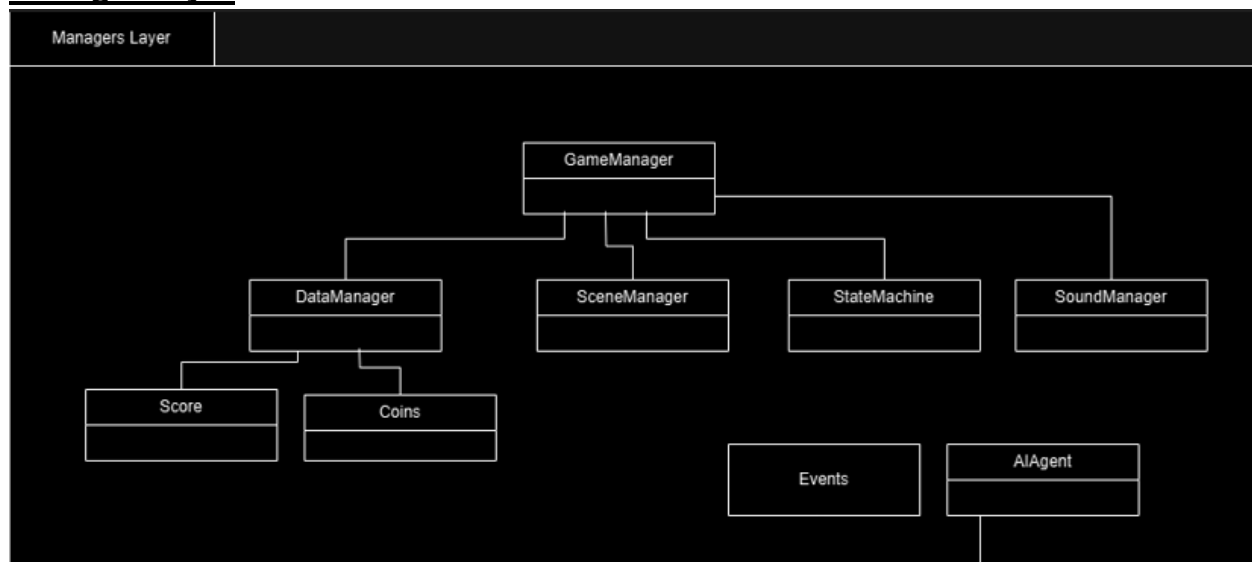 Managers Layer
GameManager
DataManager
SceneManager
StateMachine
SoundManager
Score
Coins
Events
AIAgent